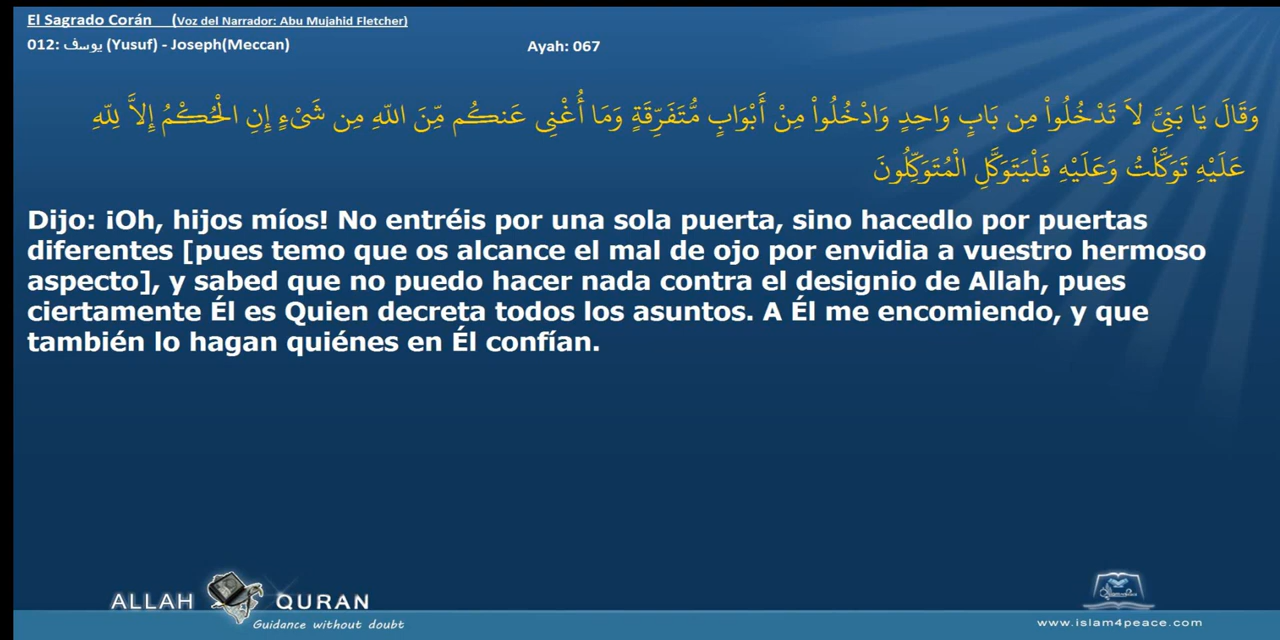 El Sagrado Corán (Voz del Narrador: Abu Mujahid Fletcher)
012: يوسف (Yusuf) - Joseph(Meccan) Ayah: 067
وَقَالَ يَا بَنِيَّ لاَ تَدْخُلُواْ مِن بَابٍ وَاحِدٍ وَادْخُلُواْ مِنْ أَبْوَابٍ مُّتَفَرِّقَةٍ وَمَا أُغْنِي عَنكُم مِّنَ اللّهِ مِن شَيْءٍ إِنِ الْحُكْمُ إِلاَّ لِلّهِ
عَلَيْهِ تَوَكَّلْتُ وَعَلَيْهِ فَلْيَتَوَكَّلِ الْمُتَوَكِّلُونَ
Dijo: ¡Oh, hijos míos! No entréis por una sola puerta, sino hacedlo por puertas
diferentes [pues temo que os alcance el mal de ojo por envidia a vuestro hermoso
aspecto], y sabed que no puedo hacer nada contra el designio de Allah, pues
ciertamente Él es Quien decreta todos los asuntos. A Él me encomiendo, y que
también lo hagan quiénes en Él confían.
ALLAH QURAN
Guidance without doubt
www.islam4peace.com